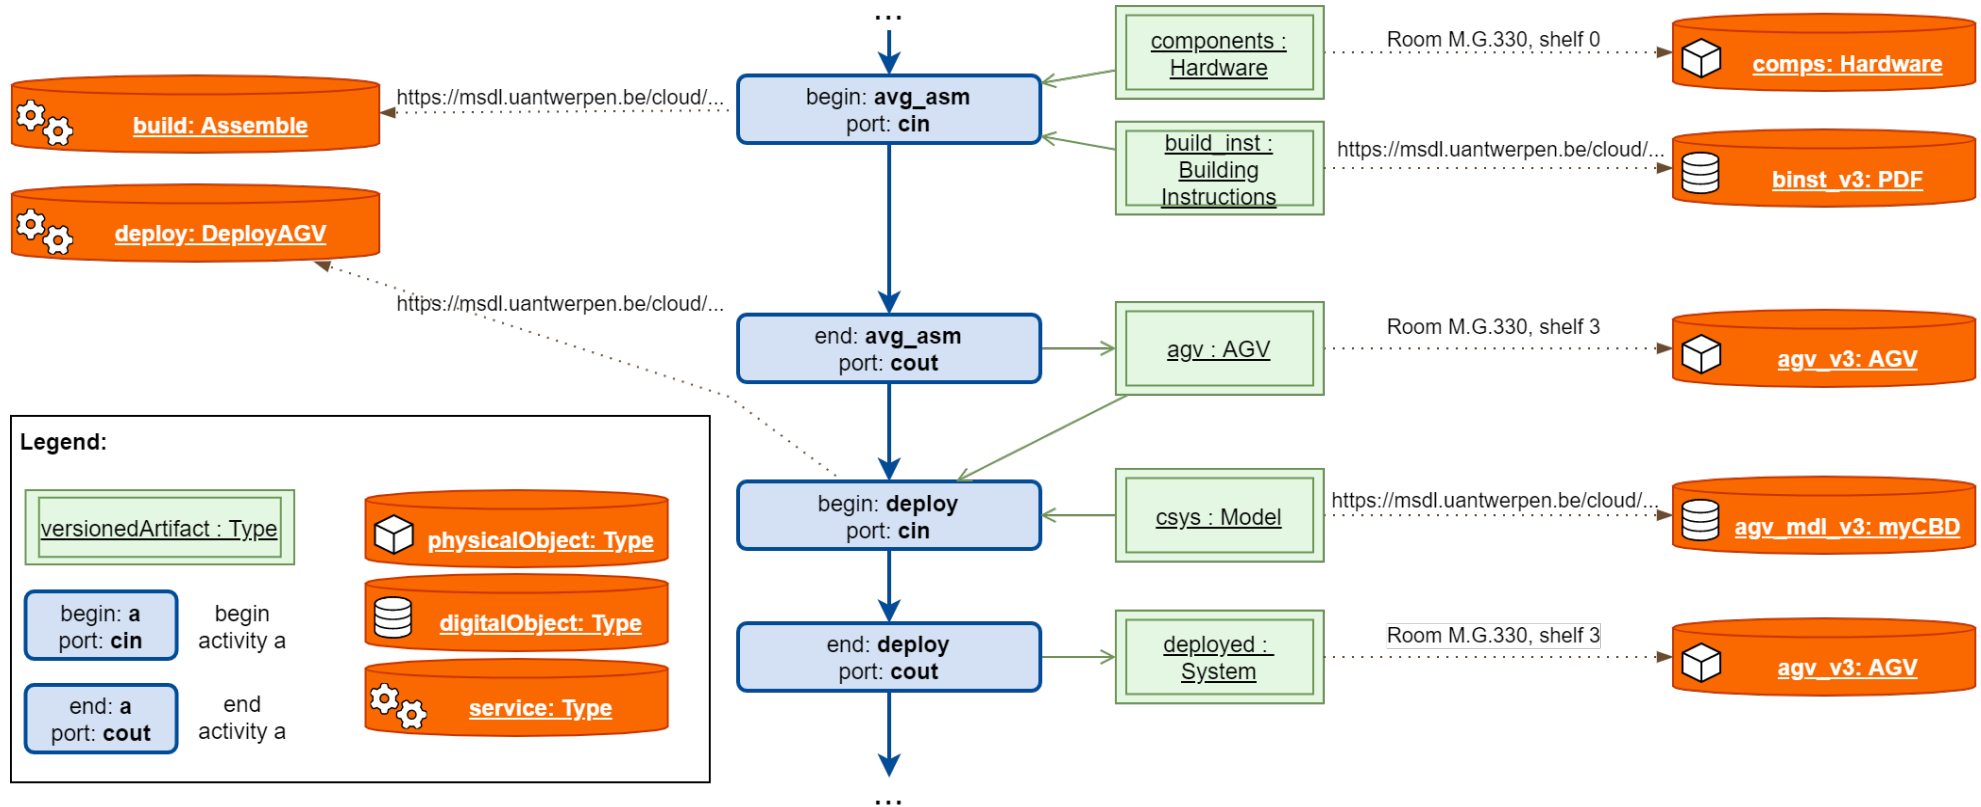 ...
components :
Hardware
Room M.G.330, shelf 0
comps: Hardware
build: Assemble
https://msdl.uantwerpen.be/cloud/...
begin: avg_asm
port: cin
build_inst :
Building
Instructions
https://msdl.uantwerpen.be/cloud/...
binst_v3: PDF
deploy: DeployAGV
https://msdl.uantwerpen.be/cloud/...
end: avg_asm
port: cout
agv : AGV
Room M.G.330, shelf 3
agv_v3: AGV
begin: deploy
port: cin
csys : Model
https://msdl.uantwerpen.be/cloud/...
agv_mdl_v3: myCBD
end: deploy
port: cout
deployed :
System
Room M.G.330, shelf 3
agv_v3: AGV
...
Legend:
versionedArtifact : Type
begin: a
port: cin
begin
activity a
end: a
port: cout
end
activity a
physicalObject: Type
digitalObject: Type
service: Type